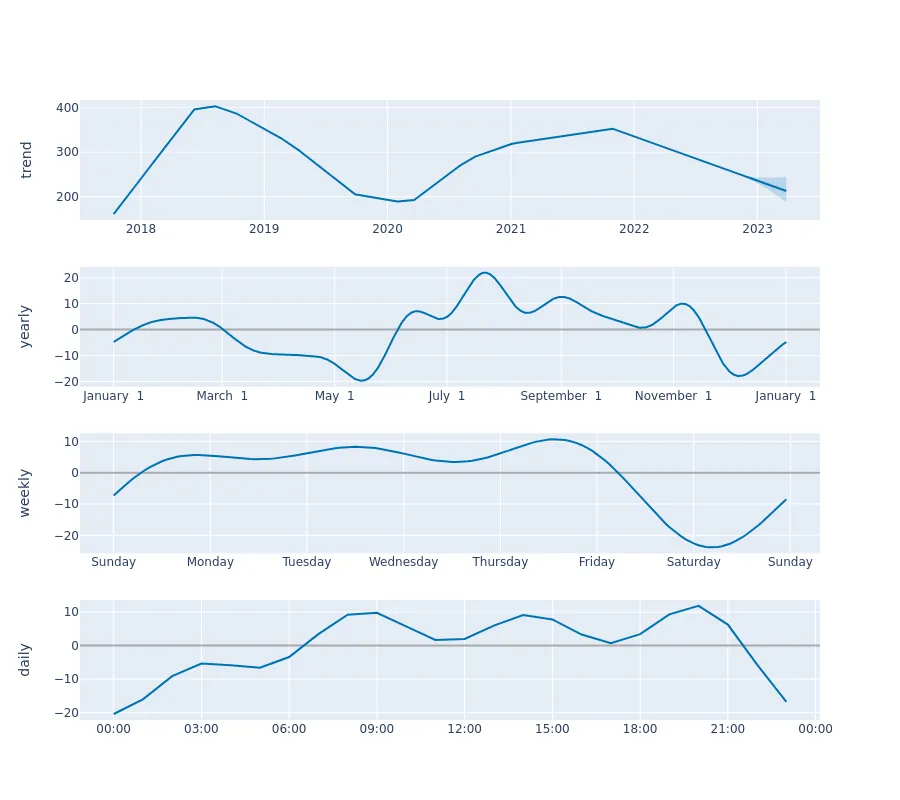 trend
400
300
200
2018 2019 2020 2021 2022 2023
yearly
20
10
0
−10
−20
January 1 March 1 May 1 July 1 September 1 November 1 January 1
weekly
10
0
−10
−20
Sunday Monday Tuesday Wednesday Thursday Friday Saturday Sunday
daily
10
0
−10
−20
00:00 03:00 06:00 09:00 12:00 15:00 18:00 21:00 00:00